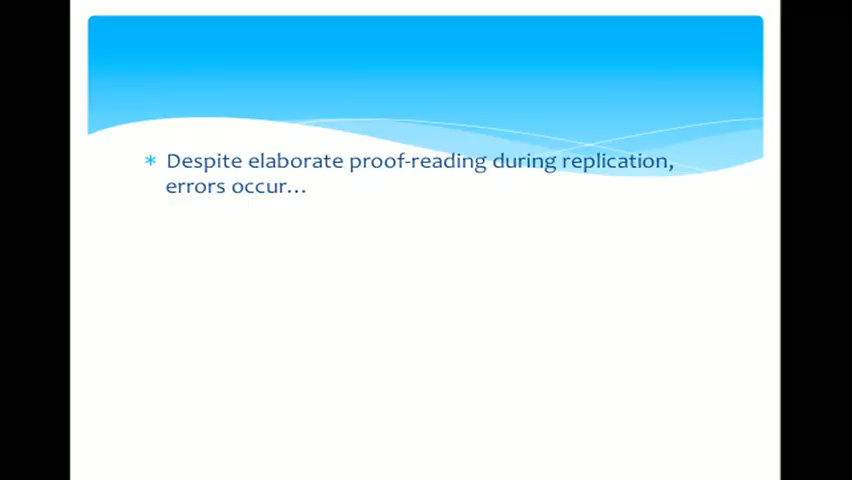 * Despite elaborate proof-reading during replication,
errors occur…